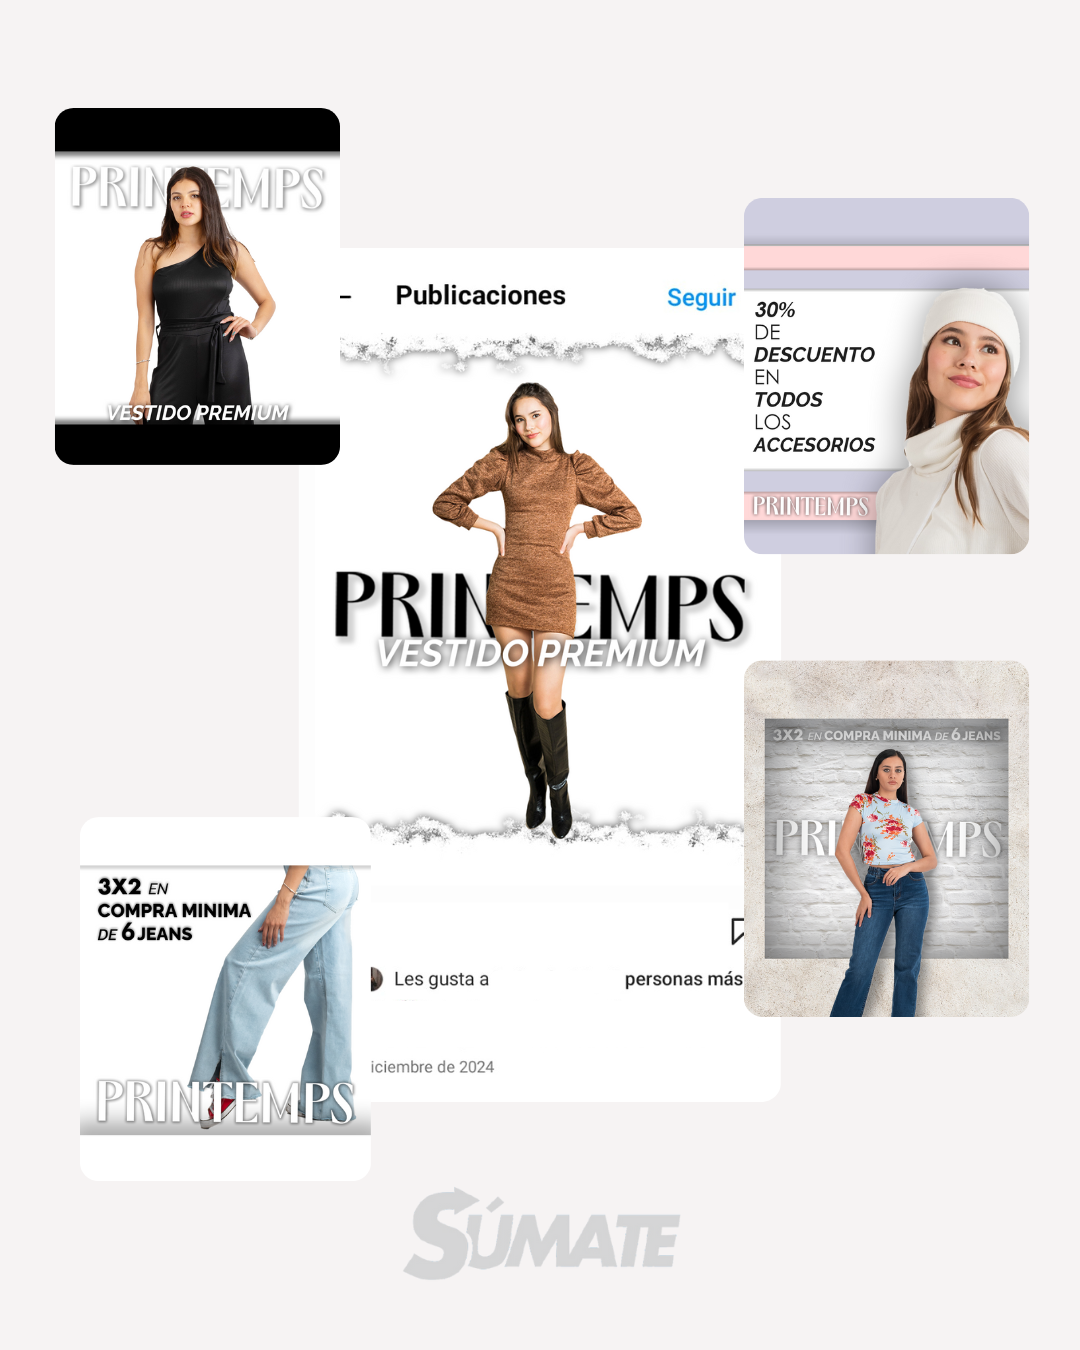 PRINTEMPS
VESTIDO PREMIUM
Publicaciones
Seguir
30%
DE
DESCUENTO
EN
TODOS
LOS
ACCESORIOS
PRINTEMPS
PRINTEMPS
VESTIDO PREMIUM
3X2 EN COMPRA MINIMA DE 6 JEANS
PRINTEMPS
3X2 EN
COMPRA MINIMA
DE 6 JEANS
PRINTEMPS
Les gusta a
personas más
iciembre de 2024
SÚMATE